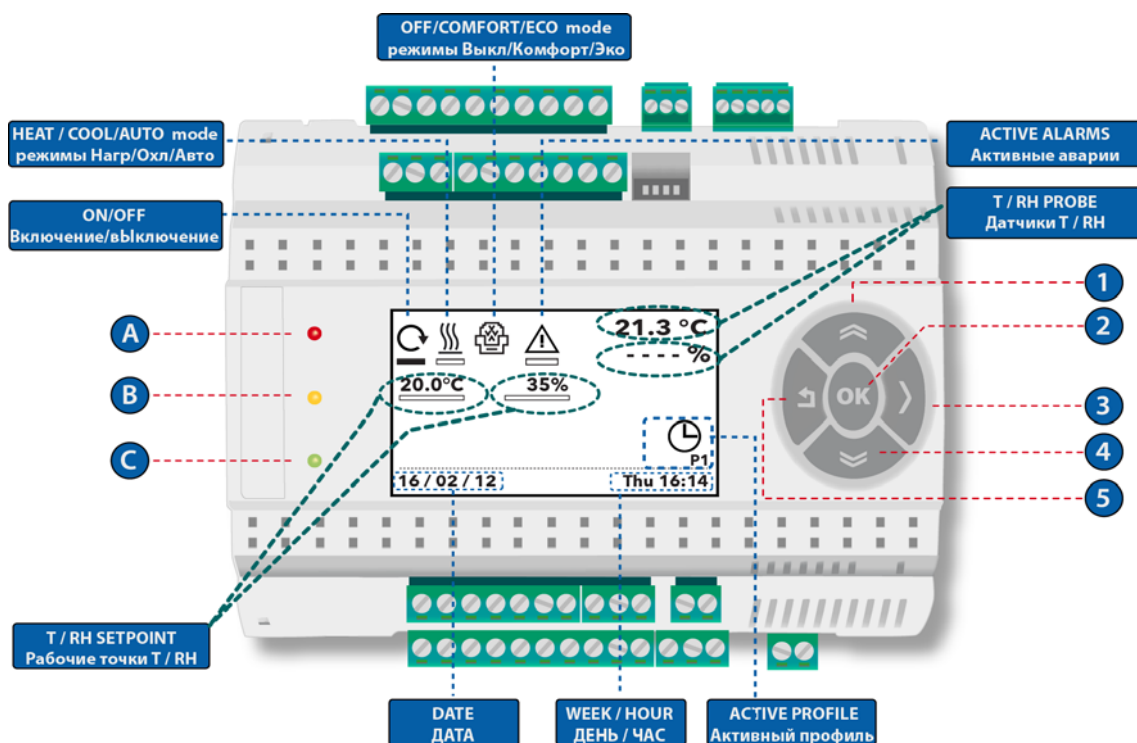 OFF/COMFORT/ECO mode
режимы Выкл/Комфорт/Эко
HEAT / COOL/AUTO mode
режимы Нагр/Охл/Авто
ACTIVE ALARMS
Активные аварии
ON/OFF
Включение/вЫключение
T / RH PROBE
Датчики T / RH
1
2
3
4
5
A
B
C
21.3 °C
- - - - %
20.0°C
35%
P1
16 / 02 / 12
Thu 16:14
OK
T / RH SETPOINT
Рабочие точки T / RH
DATE
ДАТА
WEEK / HOUR
ДЕНЬ / ЧАС
ACTIVE PROFILE
Активный профиль